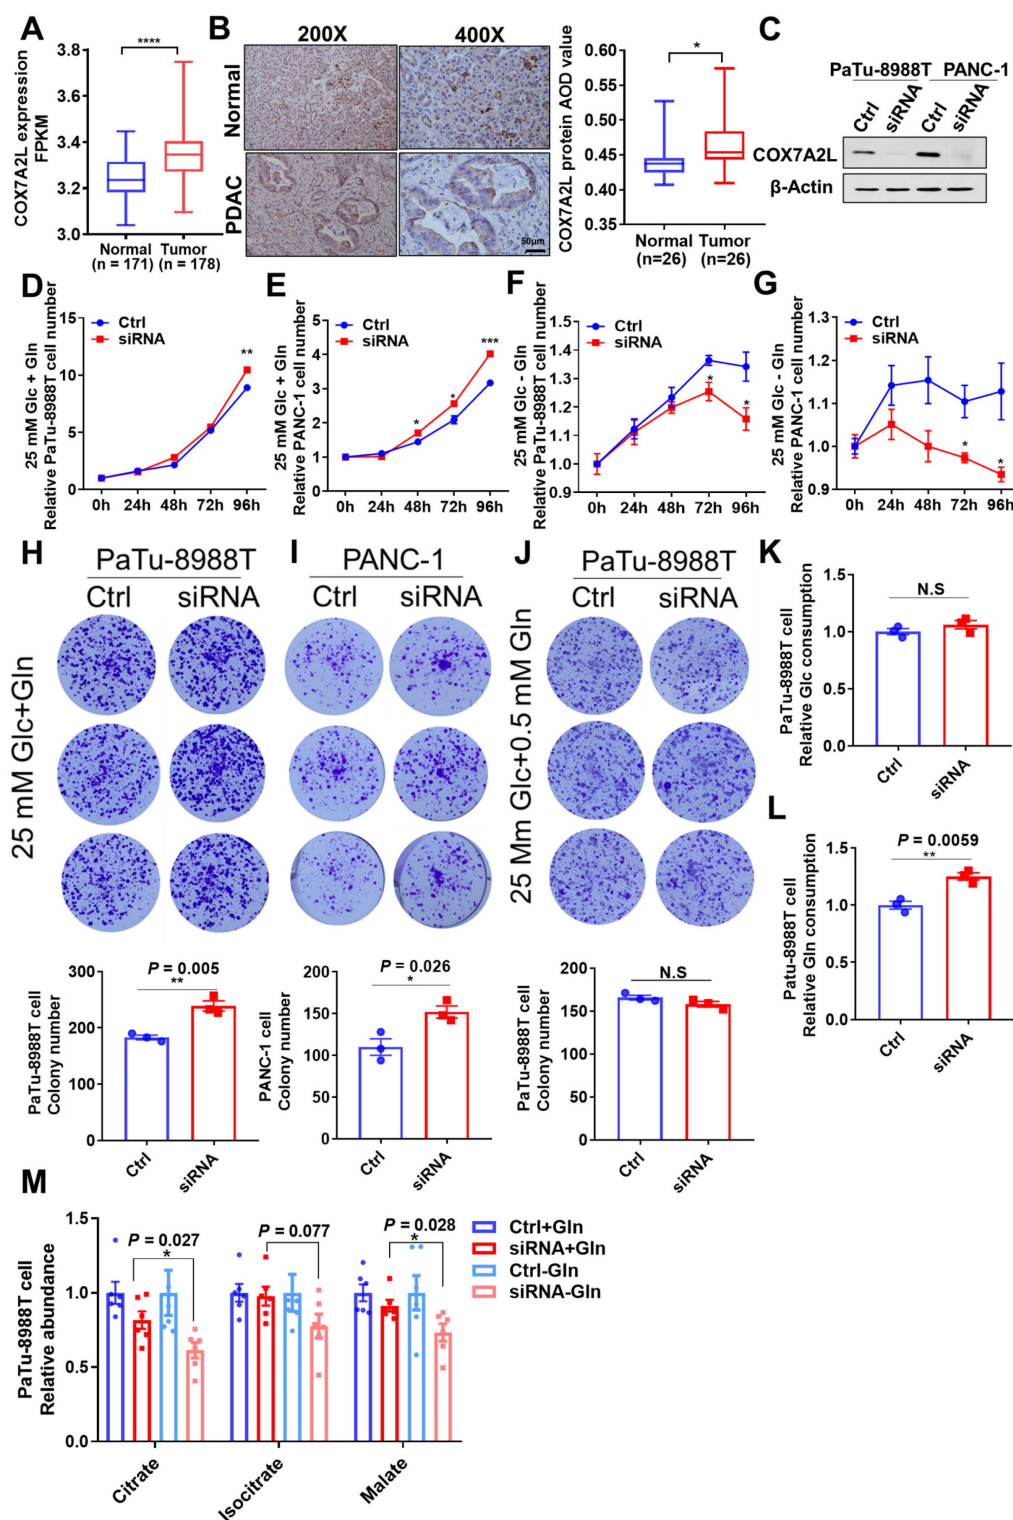 A
COX7A2L expression
FPKM
3.8
3.6
3.4
3.2
3.0
****
Normal
(n = 171)
Tumor
(n = 178)
B
200X
400X
Normal
PDAC
50μm
COX7A2L protein AOD value
0.60
0.55
0.50
0.45
0.40
0.35
*
Normal
(n=26)
Tumor
(n=26)
C
PaTu-8988T
PANC-1
Ctrl
siRNA
Ctrl
siRNA
COX7A2L
β-Actin
D
25 mM Glc + Gln
Relative PaTu-8988T cell number
15
10
5
0
Ctrl
siRNA
**
0h 24h 48h 72h 96h
E
25 mM Glc + Gln
Relative PANC-1 cell number
5
4
3
2
1
0
Ctrl
siRNA
*
*
***
0h 24h 48h 72h 96h
F
25 mM Glc - Gln
Relative PaTu-8988T cell number
1.5
1.4
1.3
1.2
1.1
1.0
0.9
Ctrl
siRNA
*
*
0h 24h 48h 72h 96h
G
25 mM Glc - Gln
Relative PANC-1 cell number
1.3
1.2
1.1
1.0
0.9
Ctrl
siRNA
*
*
0h 24h 48h 72h 96h
H
PaTu-8988T
Ctrl siRNA
25 mM Glc+Gln
PaTu-8988T cell
Colony number
300
200
100
0
P = 0.005
**
Ctrl
siRNA
I
PANC-1
Ctrl siRNA
PANC-1 cell
Colony number
200
150
100
50
0
P = 0.026
*
Ctrl
siRNA
J
PaTu-8988T
Ctrl siRNA
25 Mm Glc+0.5 mM Gln
PaTu-8988T cell
Colony number
200
150
100
50
0
N.S
Ctrl
siRNA
K
PaTu-8988T cell
Relative Glc consumption
1.5
1.0
0.5
0.0
N.S
Ctrl
siRNA
L
Patu-8988T cell
Relative Gln consumption
1.5
1.0
0.5
0.0
P = 0.0059
**
Ctrl
siRNA
M
PaTu-8988T cell
Relative abundance
1.5
1.0
0.5
0.0
P = 0.027
*
P = 0.077
P = 0.028
*
Ctrl+Gln
siRNA+Gln
Ctrl-Gln
siRNA-Gln
Citrate
Isocitrate
Malate